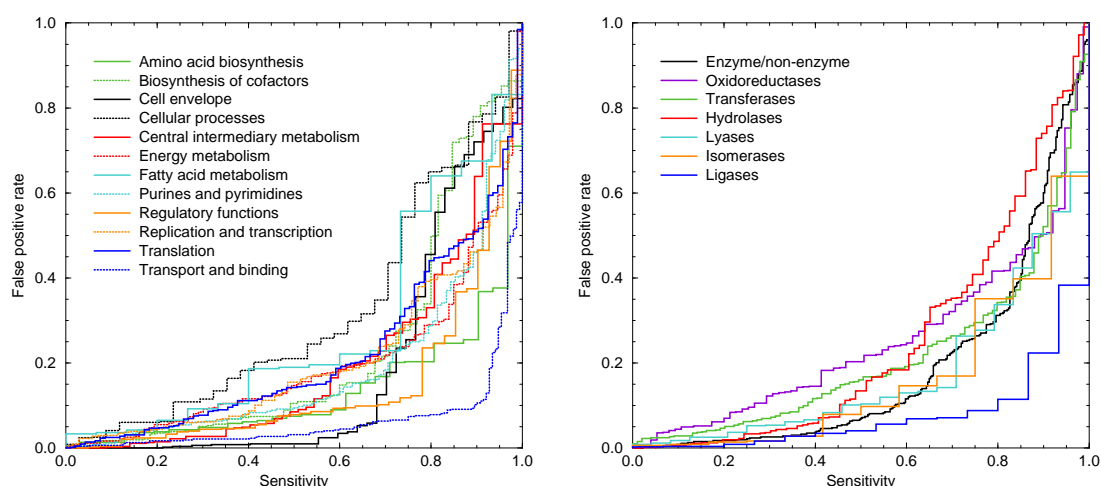 1.0
0.8
0.6
0.4
0.2
0.0
False positive rate
Amino acid biosynthesis
Biosynthesis of cofactors
Cell envelope
Cellular processes
Central intermediary metabolism
Energy metabolism
Fatty acid metabolism
Purines and pyrimidines
Regulatory functions
Replication and transcription
Translation
Transport and binding
0.0 0.2 0.4 0.6 0.8 1.0
Sensitivity
1.0
0.8
0.6
0.4
0.2
0.0
False positive rate
Enzyme/non-enzyme
Oxidoreductases
Transferases
Hydrolases
Lyases
Isomerases
Ligases
0.0 0.2 0.4 0.6 0.8 1.0
Sensitivity